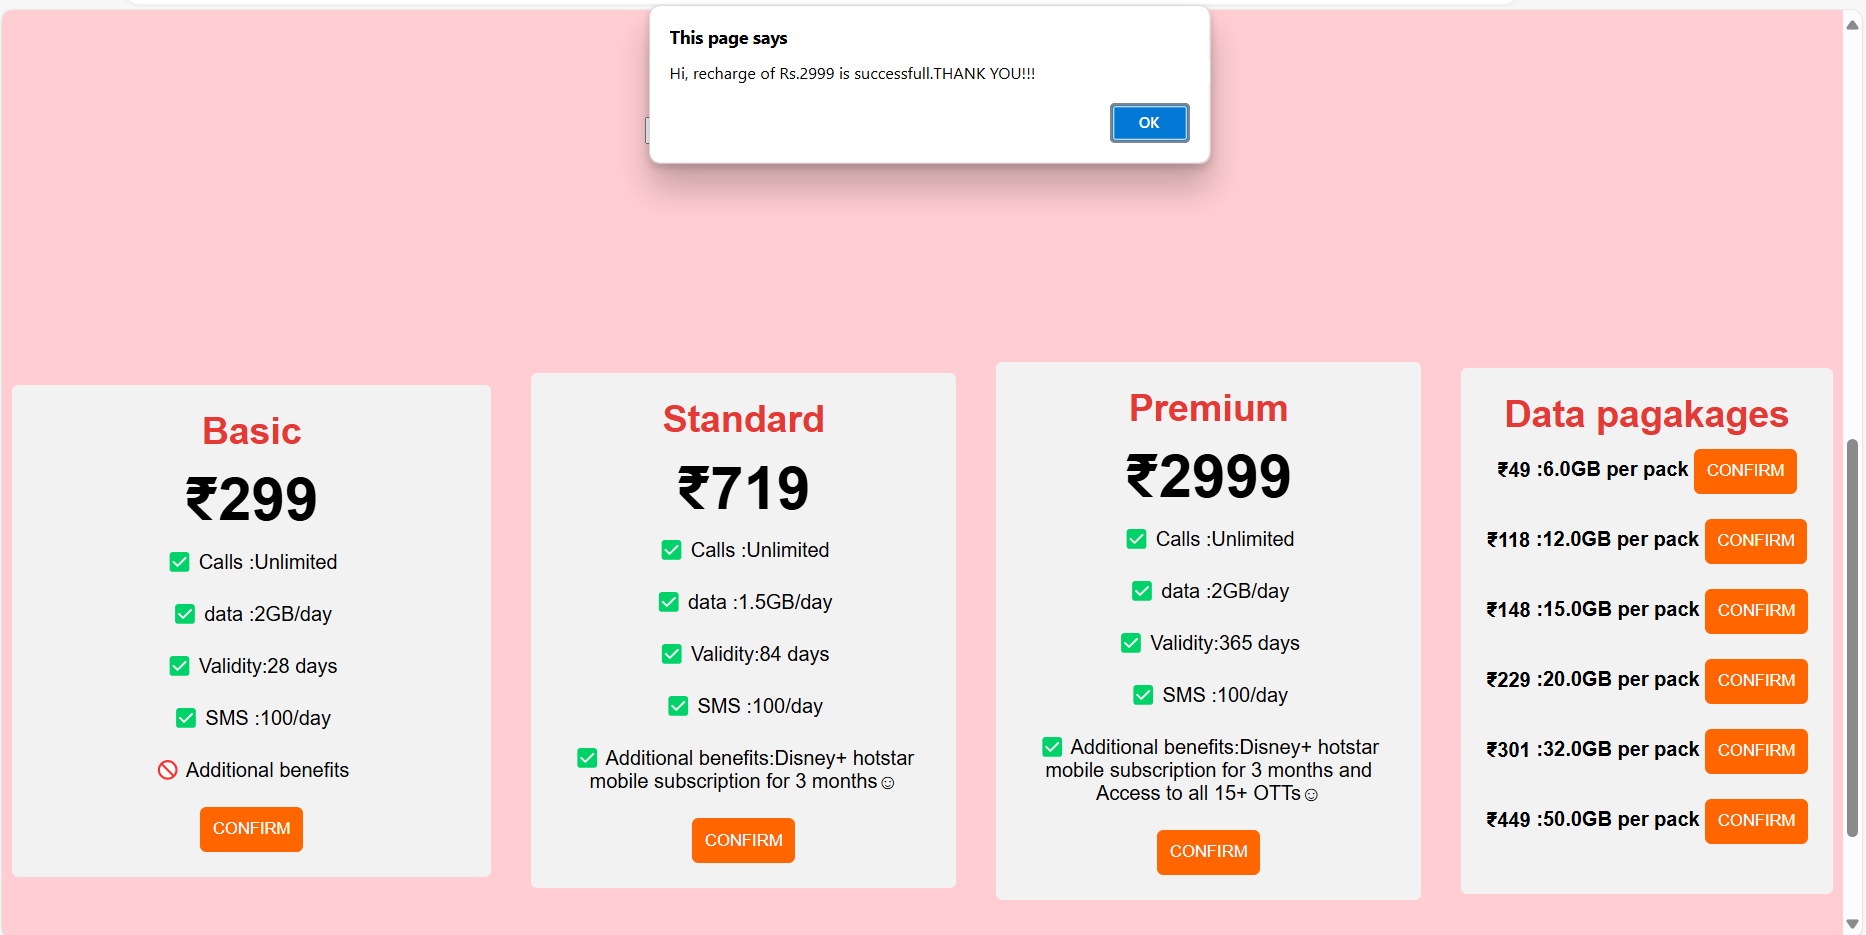 This page says
Hi, recharge of Rs.2999 is successfull.THANK YOU!!!
OK
Basic
₹299
✅ Calls :Unlimited
✅ data :2GB/day
✅ Validity:28 days
✅ SMS :100/day
🚫 Additional benefits
CONFIRM
Standard
₹719
✅ Calls :Unlimited
✅ data :1.5GB/day
✅ Validity:84 days
✅ SMS :100/day
✅ Additional benefits:Disney+ hotstar
mobile subscription for 3 months☺
CONFIRM
Premium
₹2999
✅ Calls :Unlimited
✅ data :2GB/day
✅ Validity:365 days
✅ SMS :100/day
✅ Additional benefits:Disney+ hotstar
mobile subscription for 3 months and
Access to all 15+ OTTs☺
CONFIRM
Data pagakages
₹49 :6.0GB per pack CONFIRM
₹118 :12.0GB per pack CONFIRM
₹148 :15.0GB per pack CONFIRM
₹229 :20.0GB per pack CONFIRM
₹301 :32.0GB per pack CONFIRM
₹449 :50.0GB per pack CONFIRM